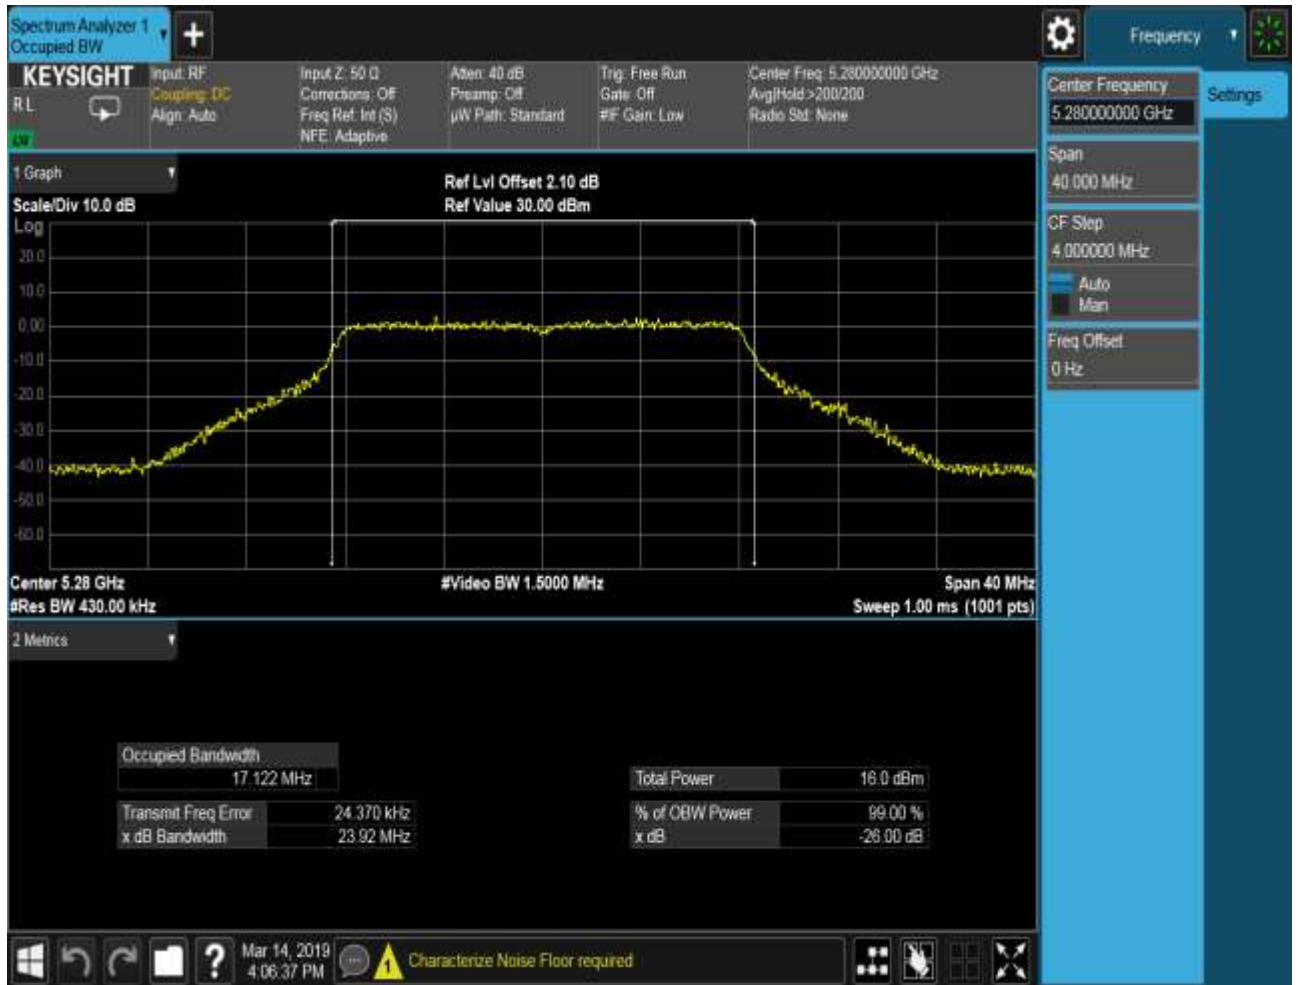 Spectrum Analyzer 1
Occupied BW
Frequency
KEYSIGHT
R L
Input: RF
Coupling: DC
Align: Auto
Input Z: 50 Ω
Corrections: Off
Freq Ref: Int (S)
NFE: Adaptive
Atten: 40 dB
Preamp: Off
µW Path: Standard
Trig: Free Run
Gate: Off
#IF Gain: Low
Center Freq: 5.280000000 GHz
Avg|Hold:>200/200
Radio Std: None
Center Frequency
5.280000000 GHz
Settings
Span
40.000 MHz
CF Step
4.000000 MHz
Auto
Man
Freq Offset
0 Hz
1 Graph
Scale/Div 10.0 dB
Ref Lvl Offset 2.10 dB
Ref Value 30.00 dBm
Log
20.0
10.0
0.00
-10.0
-20.0
-30.0
-40.0
-50.0
-60.0
Center 5.28 GHz
#Video BW 1.5000 MHz
Span 40 MHz
#Res BW 430.00 kHz
Sweep 1.00 ms (1001 pts)
2 Metrics
Occupied Bandwidth
17.122 MHz
Total Power 16.0 dBm
Transmit Freq Error 24.370 kHz
% of OBW Power 99.00 %
x dB Bandwidth 23.92 MHz
x dB -26.00 dB
?
Mar 14, 2019
4:06:37 PM
1
Characterize Noise Floor required